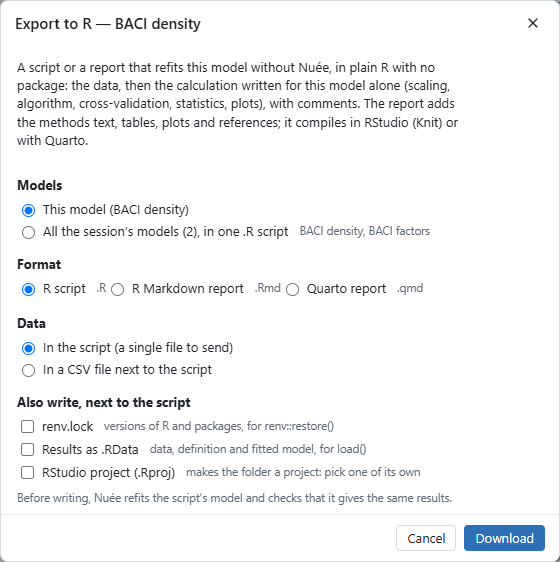 Export to R — BACI density
A script or a report that refits this model without Nuée, in plain R with no
package: the data, then the calculation written for this model alone (scaling,
algorithm, cross-validation, statistics, plots), with comments. The report adds
the methods text, tables, plots and references; it compiles in RStudio (Knit) or
with Quarto.
Models
This model (BACI density)
All the session's models (2), in one .R script BACI density, BACI factors
Format
R script .R R Markdown report .Rmd Quarto report .qmd
Data
In the script (a single file to send)
In a CSV file next to the script
Also write, next to the script
renv.lock versions of R and packages, for renv::restore()
Results as .RData data, definition and fitted model, for load()
RStudio project (.Rproj) makes the folder a project: pick one of its own
Before writing, Nuée refits the script's model and checks that it gives the same results.
Cancel Download